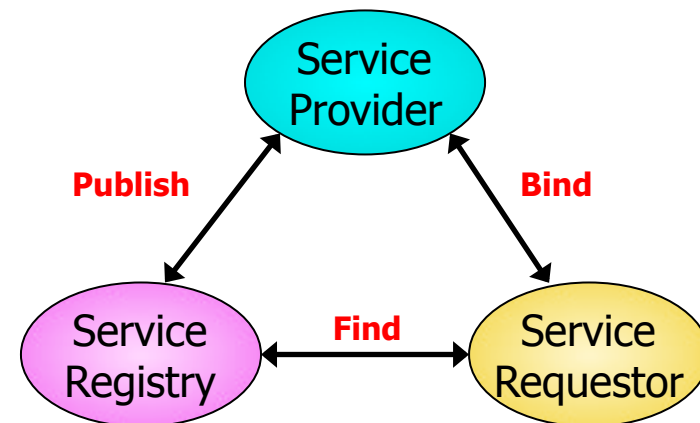 Service
Provider
Publish
Bind
Find
Service
Registry
Service
Requestor